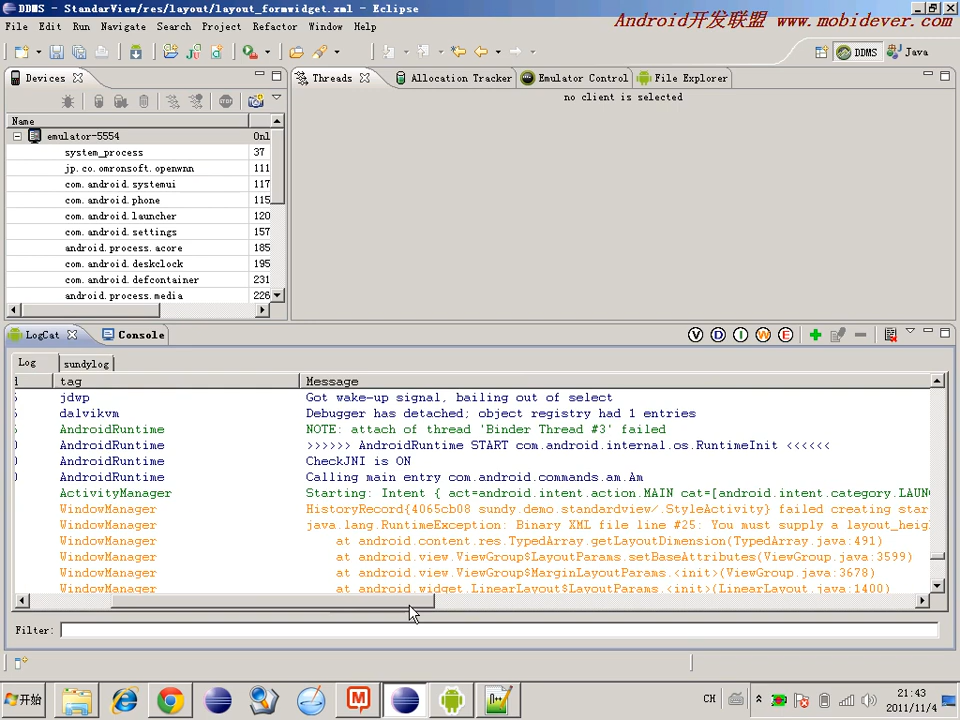 DDMS - StandarView/res/layout/layout_formwidget.xml - Eclipse
File Edit Run Navigate Search Project Refactor Window Help
Android开发联盟 www.mobidever.com
DDMS Java
Devices
Threads Allocation Tracker Emulator Control File Explorer
no client is selected
Name
emulator-5554 Onl
system_process 37
jp.co.omronsoft.openwnn 111
com.android.systemui 117
com.android.phone 115
com.android.launcher 120
com.android.settings 157
android.process.acore 185
com.android.deskclock 195
com.android.defcontainer 231
android.process.media 226
LogCat Console
V D I W E
Log sundylog
tag Message
jdwp Got wake-up signal, bailing out of select
dalvikvm Debugger has detached; object registry had 1 entries
AndroidRuntime NOTE: attach of thread 'Binder Thread #3' failed
AndroidRuntime >>>>>> AndroidRuntime START com.android.internal.os.RuntimeInit <<<<<<
AndroidRuntime CheckJNI is ON
AndroidRuntime Calling main entry com.android.commands.am.Am
ActivityManager Starting: Intent { act=android.intent.action.MAIN cat=[android.intent.category.LAUN
WindowManager HistoryRecord{4065cb08 sundy.demo.standardview/.StyleActivity} failed creating star
WindowManager java.lang.RuntimeException: Binary XML file line #25: You must supply a layout_heig
WindowManager at android.content.res.TypedArray.getLayoutDimension(TypedArray.java:491)
WindowManager at android.view.ViewGroup$LayoutParams.setBaseAttributes(ViewGroup.java:3599)
WindowManager at android.view.ViewGroup$MarginLayoutParams.<init>(ViewGroup.java:3678)
WindowManager at android.widget.LinearLayout$LayoutParams.<init>(LinearLayout.java:1400)
Filter:
开始
CH
21:43
2011/11/4